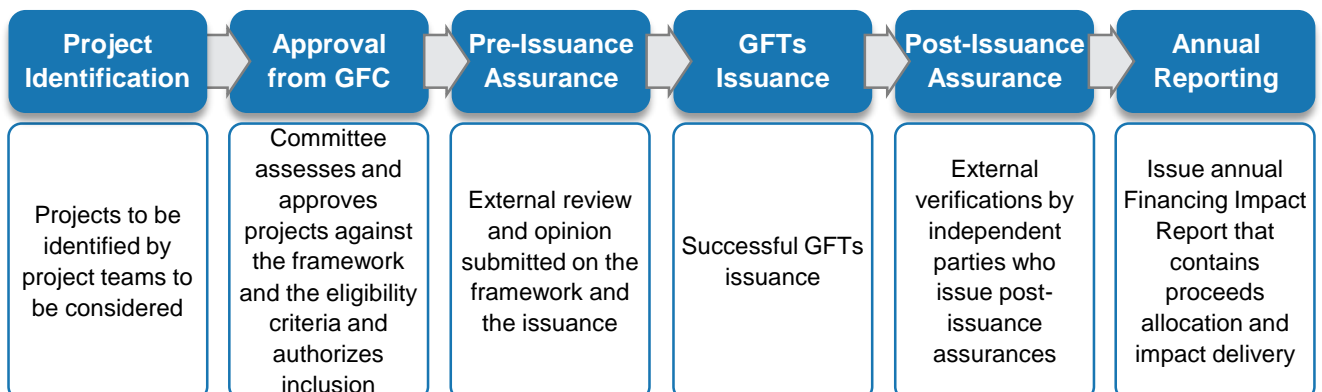 Project
Identification
Approval
from GFC
Pre-Issuance
Assurance
GFTs
Issuance
Post-Issuance
Assurance
Annual
Reporting
Projects to be
identified by
project teams to
be considered
Committee
assesses and
approves
projects against
the framework
and the eligibility
criteria and
authorizes
inclusion
External review
and opinion
submitted on the
framework and
the issuance
Successful GFTs
issuance
External
verifications by
independent
parties who
issue post-
issuance
assurances
Issue annual
Financing Impact
Report that
contains
proceeds
allocation and
impact delivery